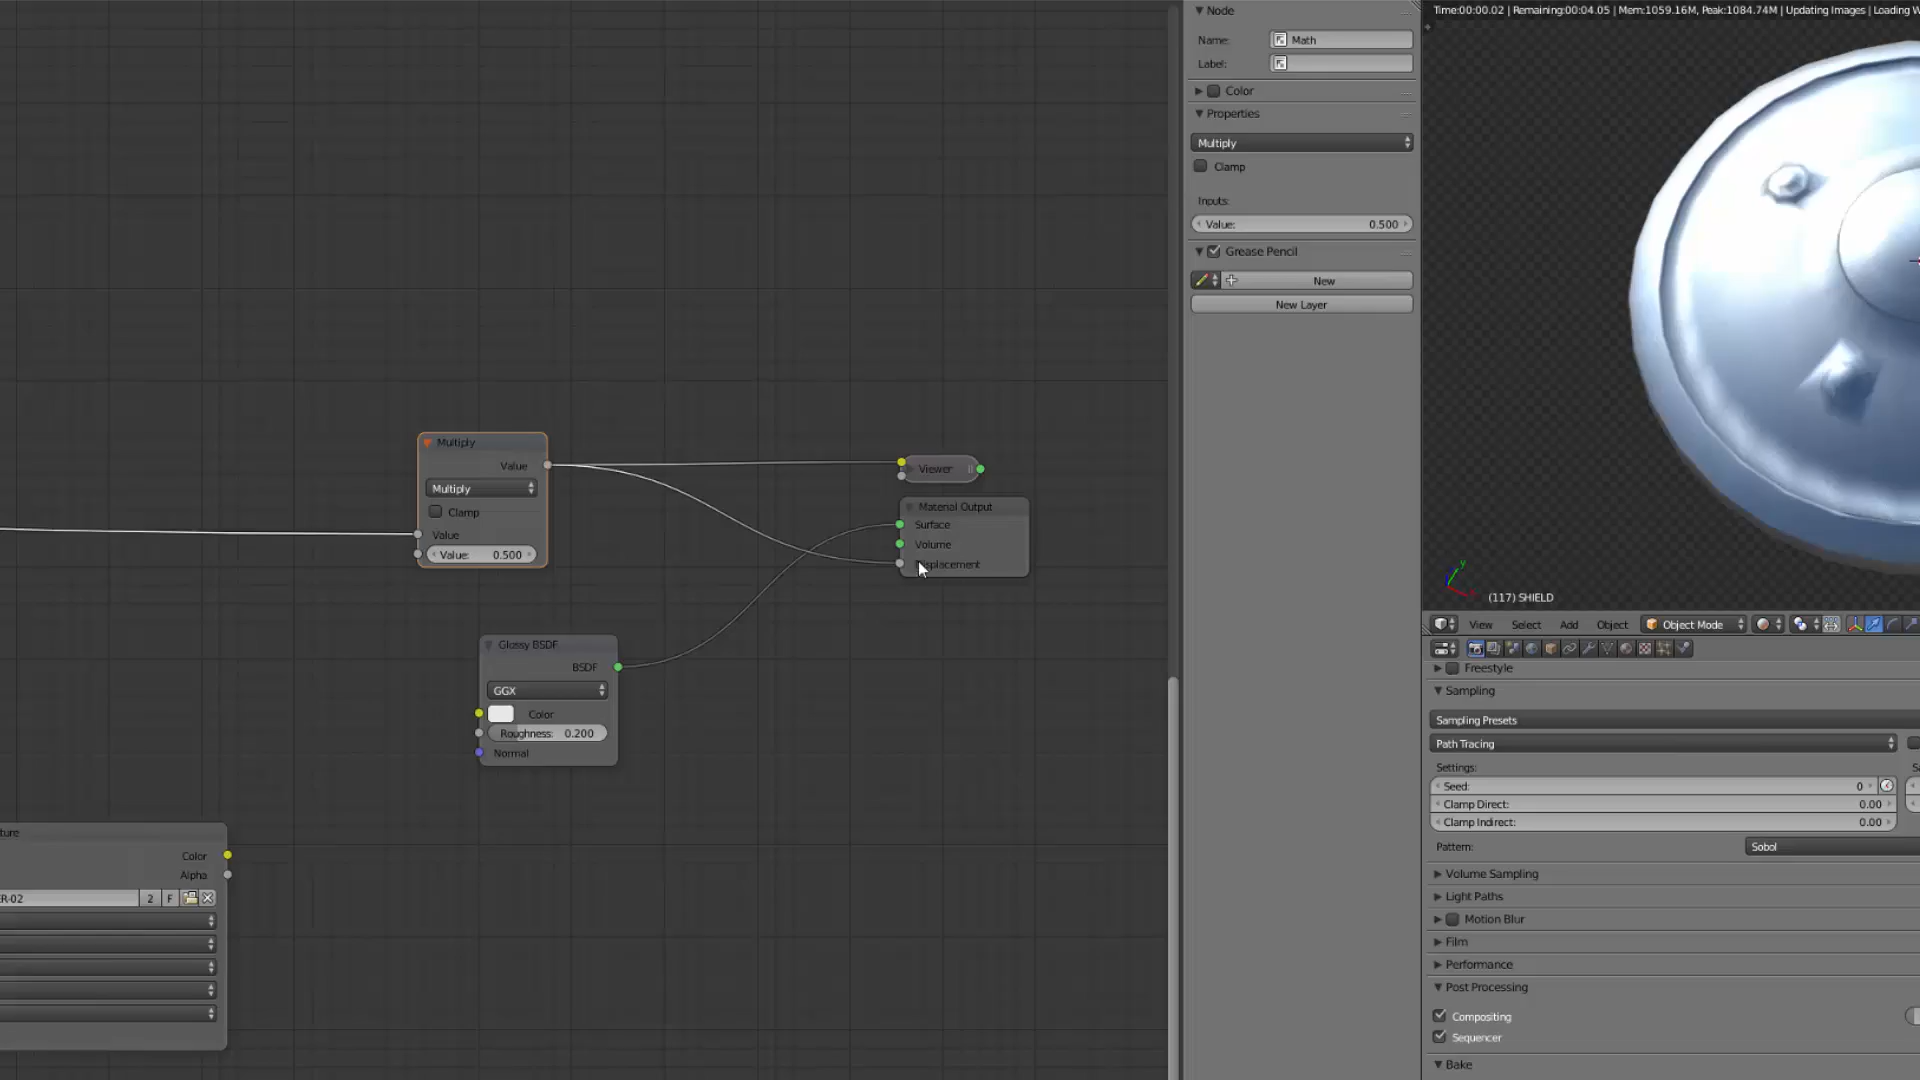 Multiply
Value
Multiply
Clamp
Value
Value: 0.500
Viewer
Material Output
Surface
Volume
Displacement
Glossy BSDF
BSDF
GGX
Color
Roughness: 0.200
Normal
ture
Color
Alpha
R-02 2 F
Node
Name: Math
Label:
Color
Properties
Multiply
Clamp
Inputs:
Value: 0.500
Grease Pencil
New
New Layer
Time:00:00.02 | Remaining:00:04.05 | Mem:1059.16M, Peak:1084.74M | Updating Images | Loading W
y
(117) SHIELD
View Select Add Object Object Mode
Freestyle
Sampling
Sampling Presets
Path Tracing
Settings:
Seed: 0
Clamp Direct: 0.00
Clamp Indirect: 0.00
Pattern: Sobol
Volume Sampling
Light Paths
Motion Blur
Film
Performance
Post Processing
Compositing
Sequencer
Bake